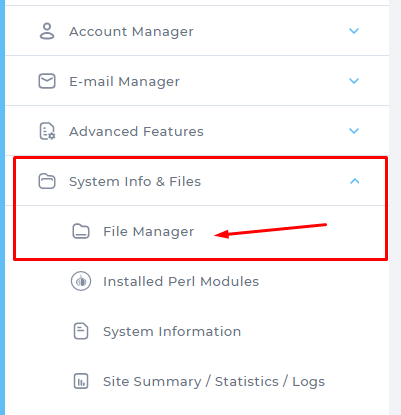 Account Manager
E-mail Manager
Advanced Features
System Info & Files
File Manager
Installed Perl Modules
System Information
Site Summary / Statistics / Logs